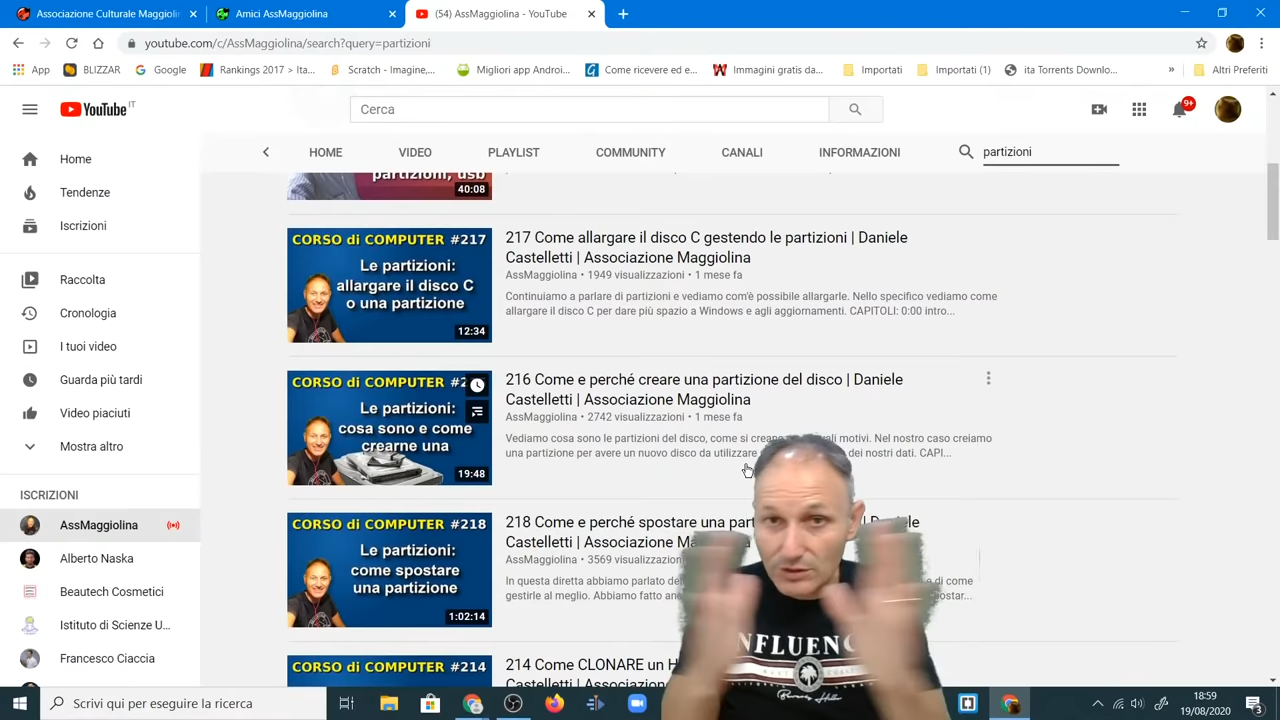 Associazione Culturale Maggiolin
Amici AssMaggiolina
(54) AssMaggiolina - YouTube
youtube.com/c/AssMaggiolina/search?query=partizioni
App
BLIZZAR
Google
Rankings 2017 > Ita...
Scratch - Imagine,...
Migliori app Androi...
Come ricevere ed e...
Immagini gratis da...
Importati
Importati (1)
ita Torrents Downlo...
»
Altri Preferiti
YouTube IT
Cerca
9+
HOME
VIDEO
PLAYLIST
COMMUNITY
CANALI
INFORMAZIONI
partizioni
Home
Tendenze
Iscrizioni
Raccolta
Cronologia
I tuoi video
Guarda più tardi
Video piaciuti
Mostra altro
ISCRIZIONI
AssMaggiolina
Alberto Naska
Beautech Cosmetici
Istituto di Scienze U...
Francesco Ciaccia
partizioni, usb
40:08
CORSO di COMPUTER #217
Le partizioni:
allargare il disco C
o una partizione
12:34
217 Come allargare il disco C gestendo le partizioni | Daniele
Castelletti | Associazione Maggiolina
AssMaggiolina • 1949 visualizzazioni • 1 mese fa
Continuiamo a parlare di partizioni e vediamo com'è possibile allargarle. Nello specifico vediamo come
allargare il disco C per dare più spazio a Windows e agli aggiornamenti. CAPITOLI: 0:00 intro...
CORSO di COMPUTER
Le partizioni:
cosa sono e come
crearne una
19:48
216 Come e perché creare una partizione del disco | Daniele
Castelletti | Associazione Maggiolina
AssMaggiolina • 2742 visualizzazioni • 1 mese fa
Vediamo cosa sono le partizioni del disco, come si creano motivi. Nel nostro caso creiamo
una partizione per avere un nuovo disco da utilizzare dei nostri dati. CAPI...
CORSO di COMPUTER #218
Le partizioni:
come spostare
una partizione
1:02:14
218 Come e perché spostare una
Castelletti | Associazione
AssMaggiolina • 3569
In questa diretta abbiamo parlato di come
gestirle al meglio. Abbiamo fatto
CORSO di COMPUTER #214
214 Come CLONARE un
Castelletti | Associazione
NFLUENC
Scrivi qui per eseguire la ricerca
18:59
19/08/2020
3